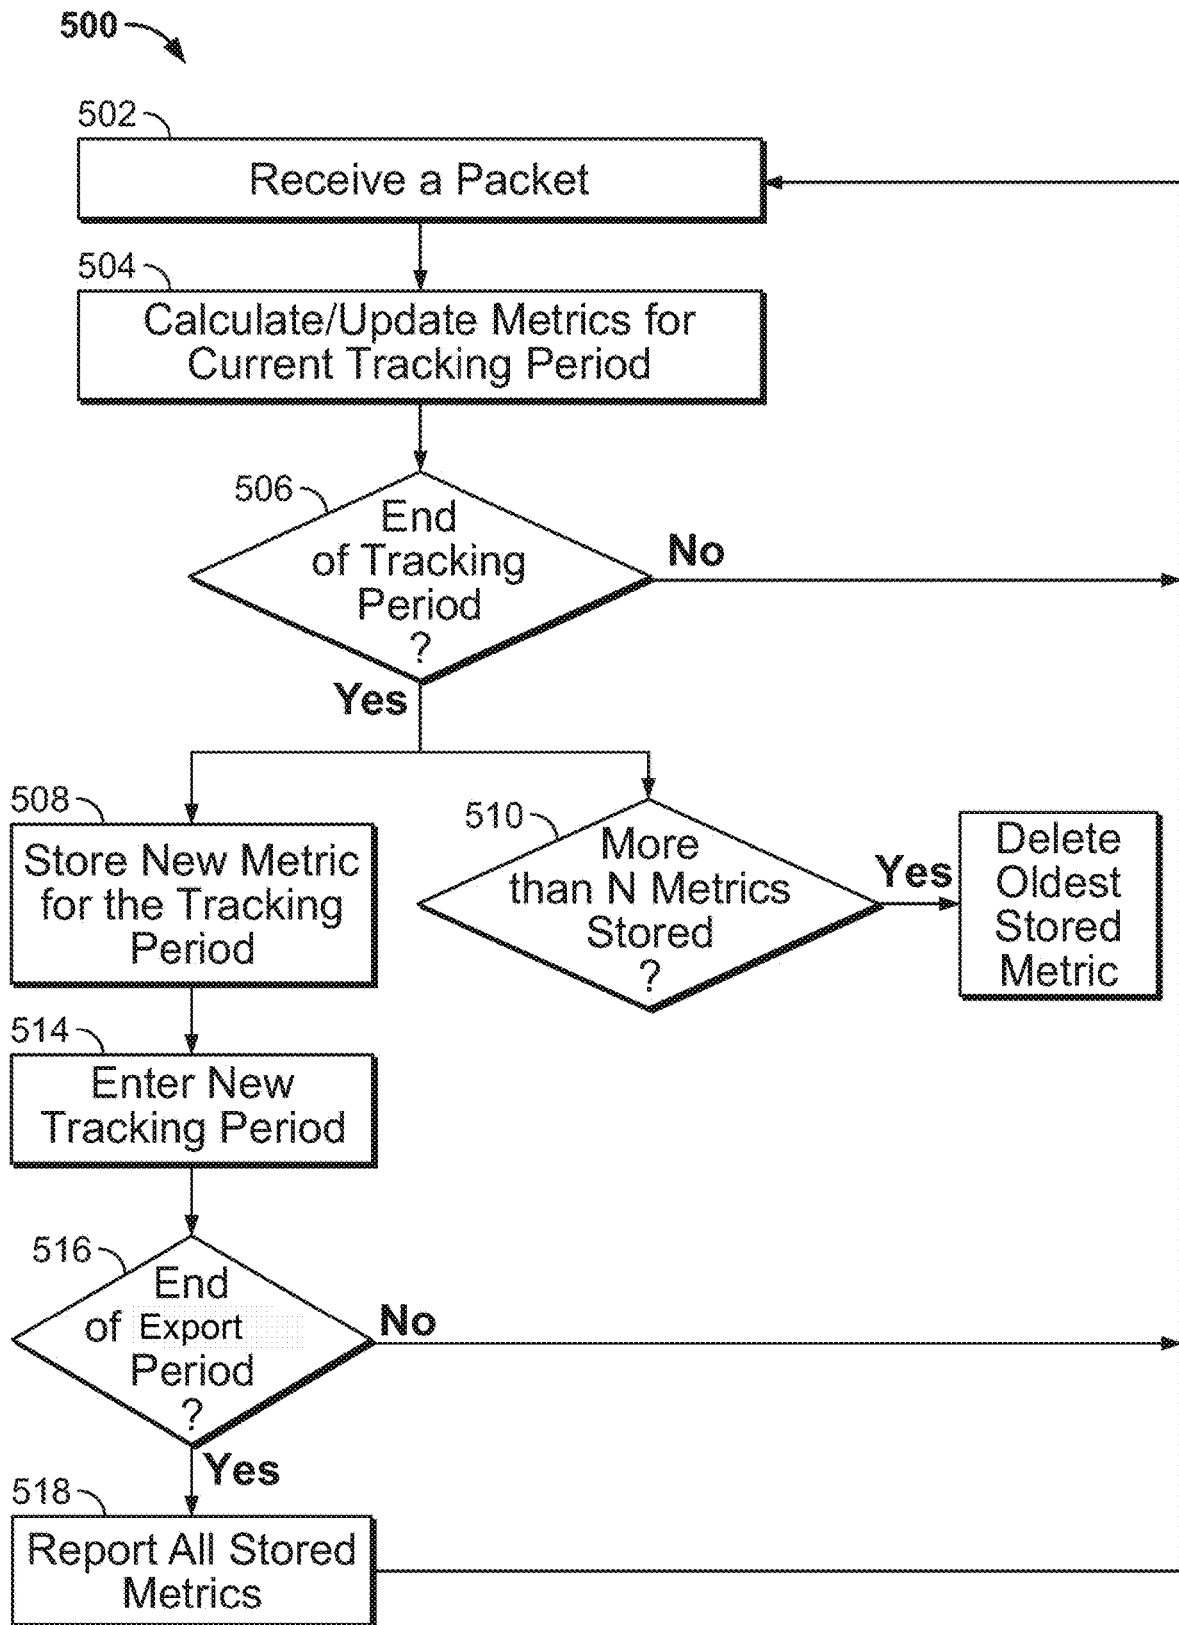 500
502
Receive a Packet
504
Calculate/Update Metrics for
Current Tracking Period
506
End
of Tracking
Period
?
No
Yes
508
Store New Metric
for the Tracking
Period
510
More
than N Metrics
Stored
?
Yes
Delete
Oldest
Stored
Metric
514
Enter New
Tracking Period
516
End
of Export
Period
?
No
Yes
518
Report All Stored
Metrics